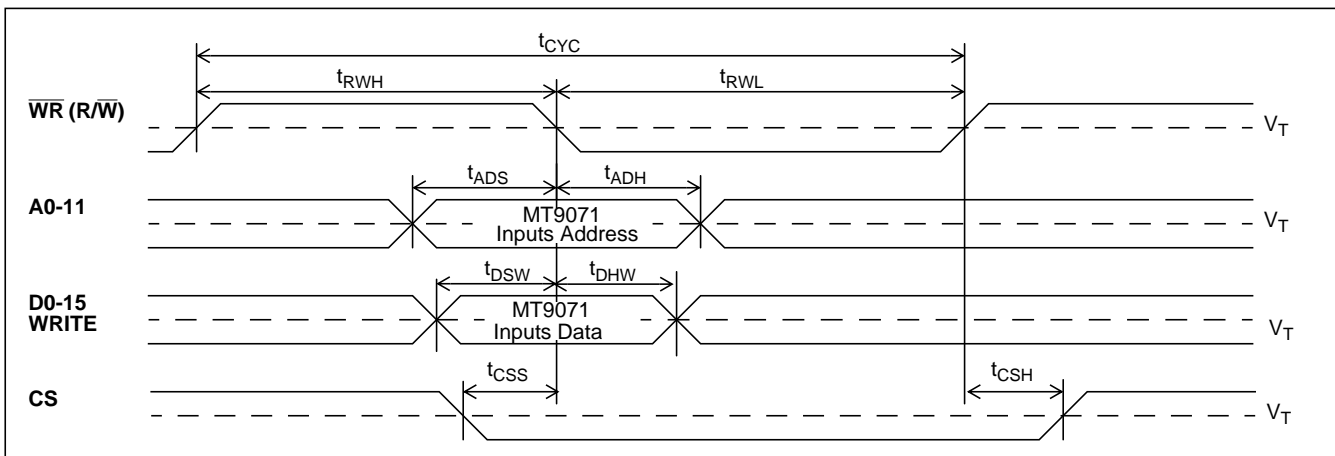 tCYC
tRWH tRWL
WR (R/W) VT
tADS tADH
A0-11 MT9071 VT
Inputs Address
tDSW tDHW
D0-15 MT9071
WRITE Inputs Data VT
tCSS tCSH
CS VT